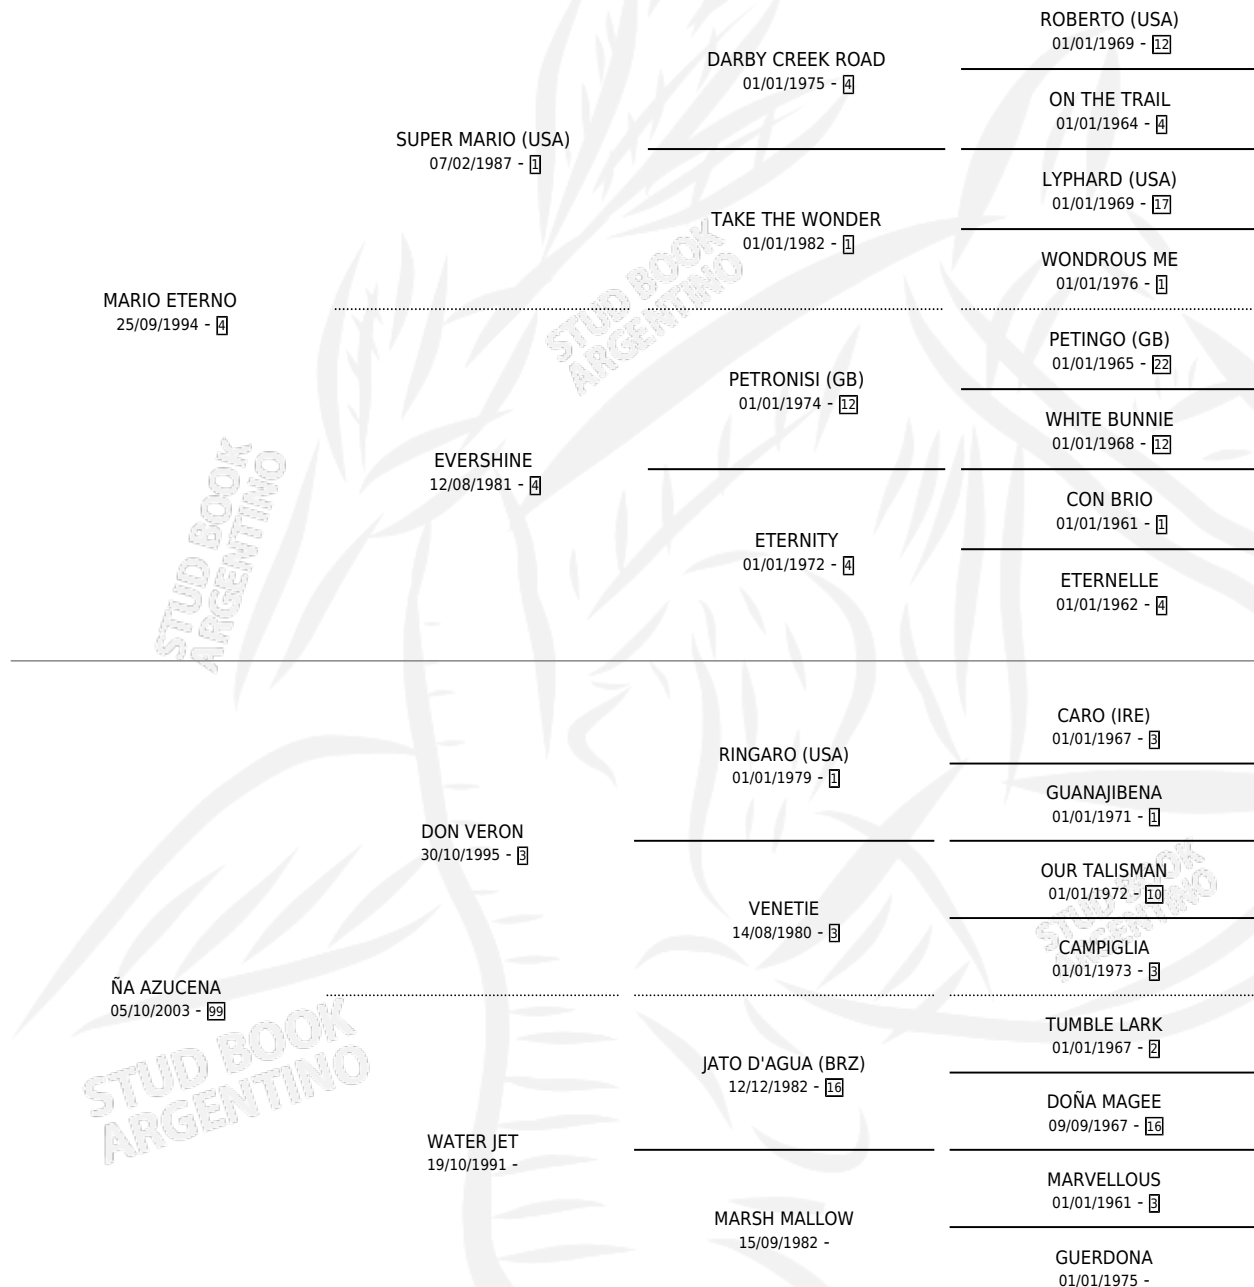 ROBERTO (USA)
01/01/1969 - 12
DARBY CREEK ROAD
01/01/1975 - 4
ON THE TRAIL
01/01/1964 - 4
SUPER MARIO (USA)
07/02/1987 - 1
LYPHARD (USA)
01/01/1969 - 17
TAKE THE WONDER
01/01/1982 - 1
WONDROUS ME
01/01/1976 - 1
MARIO ETERNO
25/09/1994 - 4
STUD BOOK
ARGENTINO
PETINGO (GB)
01/01/1965 - 22
PETRONISI (GB)
01/01/1974 - 12
WHITE BUNNIE
01/01/1968 - 12
EVERSHINE
12/08/1981 - 4
CON BRIO
01/01/1961 - 1
ETERNITY
01/01/1972 - 4
ETERNELLE
01/01/1962 - 4
STUD BOOK
ARGENTINO
CARO (IRE)
01/01/1967 - 3
RINGARO (USA)
01/01/1979 - 1
GUANAJIBENA
01/01/1971 - 1
DON VERON
30/10/1995 - 3
OUR TALISMAN
01/01/1972 - 10
VENETIE
14/08/1980 - 3
STUD BOOK
ARGENTINO
CAMPIGLIA
01/01/1973 - 3
ÑA AZUCENA
05/10/2003 - 99
TUMBLE LARK
01/01/1967 - 2
JATO D'AGUA (BRZ)
12/12/1982 - 16
STUD BOOK
ARGENTINO
DOÑA MAGEE
09/09/1967 - 16
WATER JET
19/10/1991 -
MARVELLOUS
01/01/1961 - 3
MARSH MALLOW
15/09/1982 -
GUERDONA
01/01/1975 -